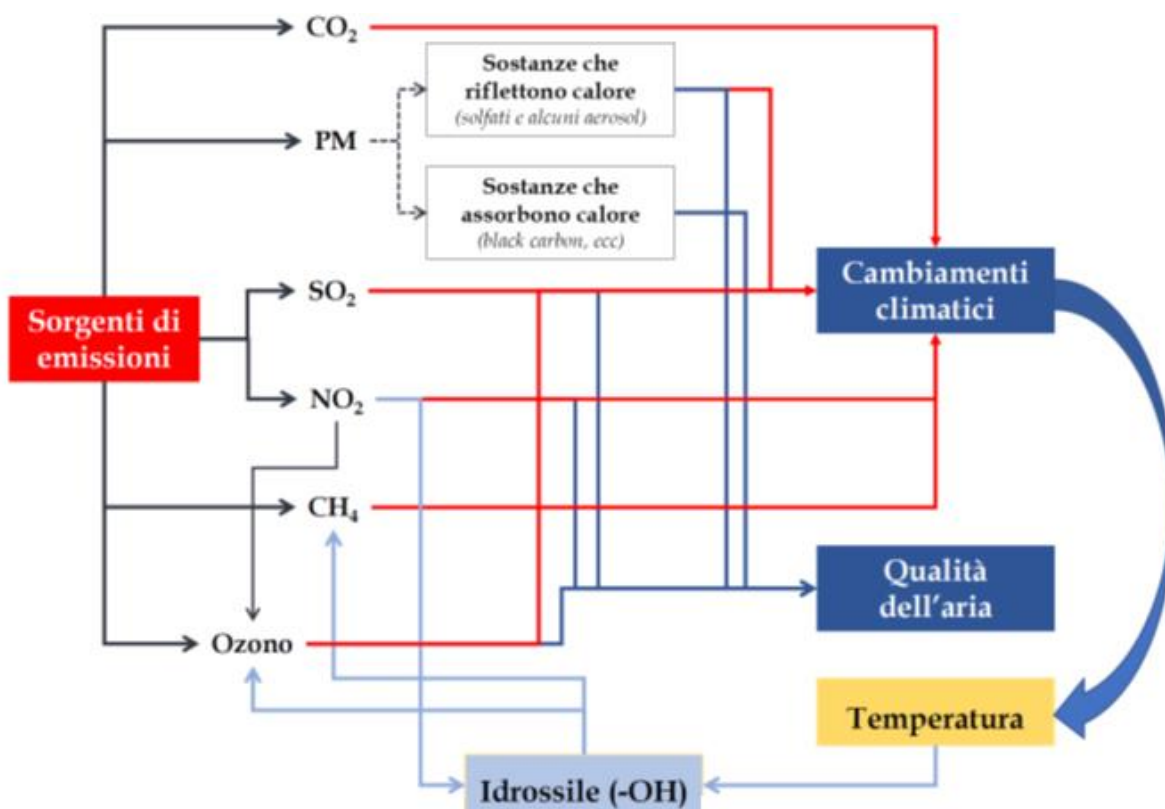 CO₂
Sostanze che
riflettono calore
(solfati e alcuni aerosol)
PM
Sostanze che
assorbono calore
(black carbon, ecc)
SO₂
Cambiamenti
climatici
Sorgenti di
emissioni
NO₂
CH₄
Qualità
dell'aria
Ozono
Temperatura
Idrossile (-OH)